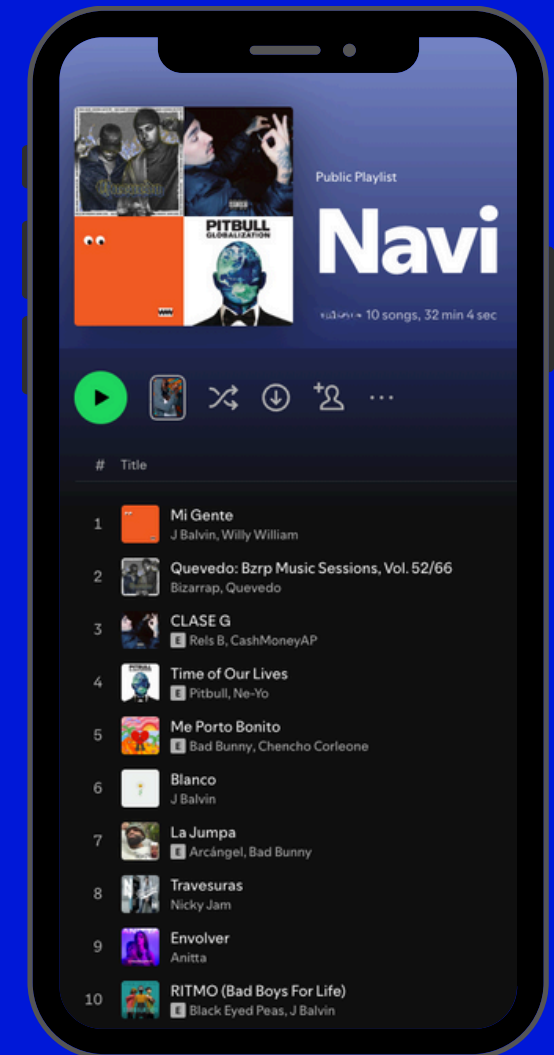 PITBULL
GLOBALIZATION
Public Playlist
Navi
10 songs, 32 min 4 sec
# Title
1 Mi Gente
J Balvin, Willy William
2 Quevedo: Bzrp Music Sessions, Vol. 52/66
Bizarrap, Quevedo
3 CLASE G
E Rels B, CashMoneyAP
4 Time of Our Lives
E Pitbull, Ne-Yo
5 Me Porto Bonito
E Bad Bunny, Chencho Corleone
6 Blanco
J Balvin
7 La Jumpa
E Arcángel, Bad Bunny
8 Travesuras
Nicky Jam
9 Envolver
Anitta
10 RITMO (Bad Boys For Life)
E Black Eyed Peas, J Balvin